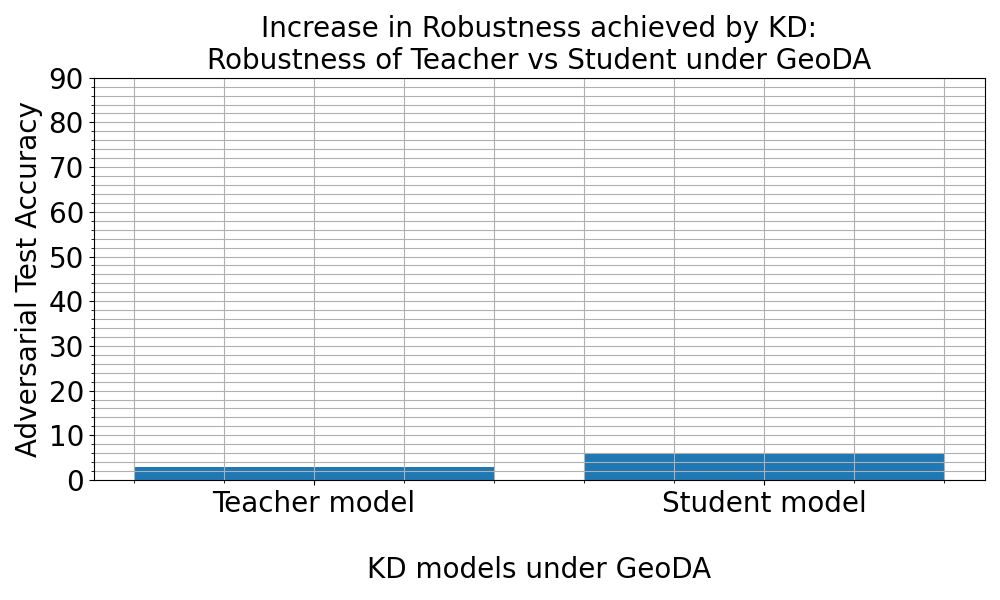 Increase in Robustness achieved by KD:
Robustness of Teacher vs Student under GeoDA
Adversarial Test Accuracy
90
80
70
60
50
40
30
20
10
0
Teacher model
Student model
KD models under GeoDA